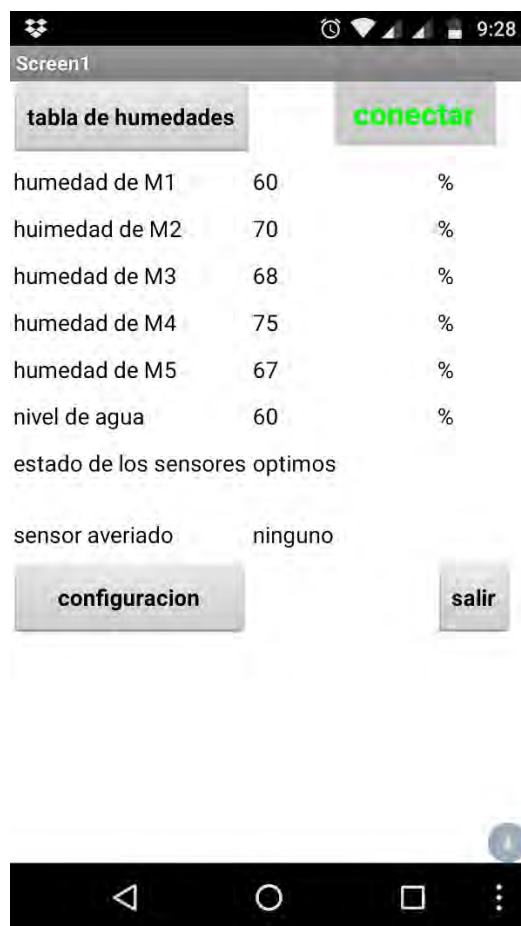 9:28
Screen1
tabla de humedades conectar
humedad de M1 60 %
huimedad de M2 70 %
humedad de M3 68 %
humedad de M4 75 %
humedad de M5 67 %
nivel de agua 60 %
estado de los sensores optimos
sensor averiado ninguno
configuracion salir